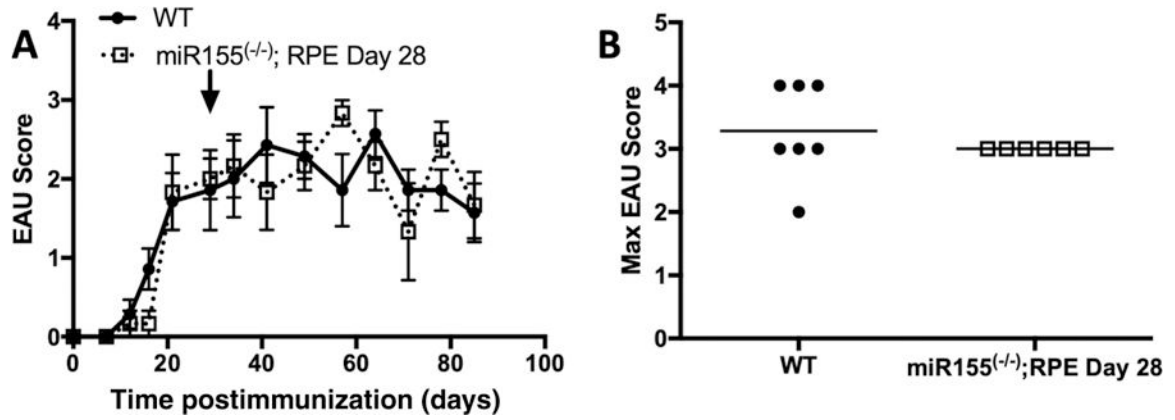 A
WT
miR155(-/-); RPE Day 28
EAU Score
4
3
2
1
0
0 20 40 60 80 100
Time postimmunization (days)
B
Max EAU Score
5
4
3
2
1
0
WT miR155(-/-);RPE Day 28